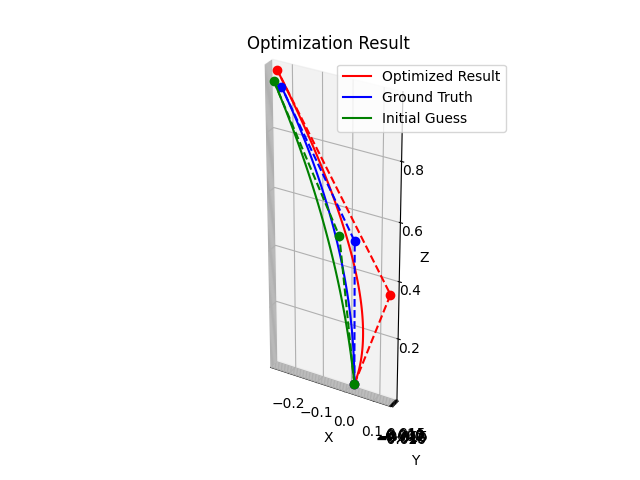 Optimization Result
Optimized Result
Ground Truth
Initial Guess
0.8
0.6
Z
0.4
0.2
−0.2
−0.1
0.0
0.1
X
Y